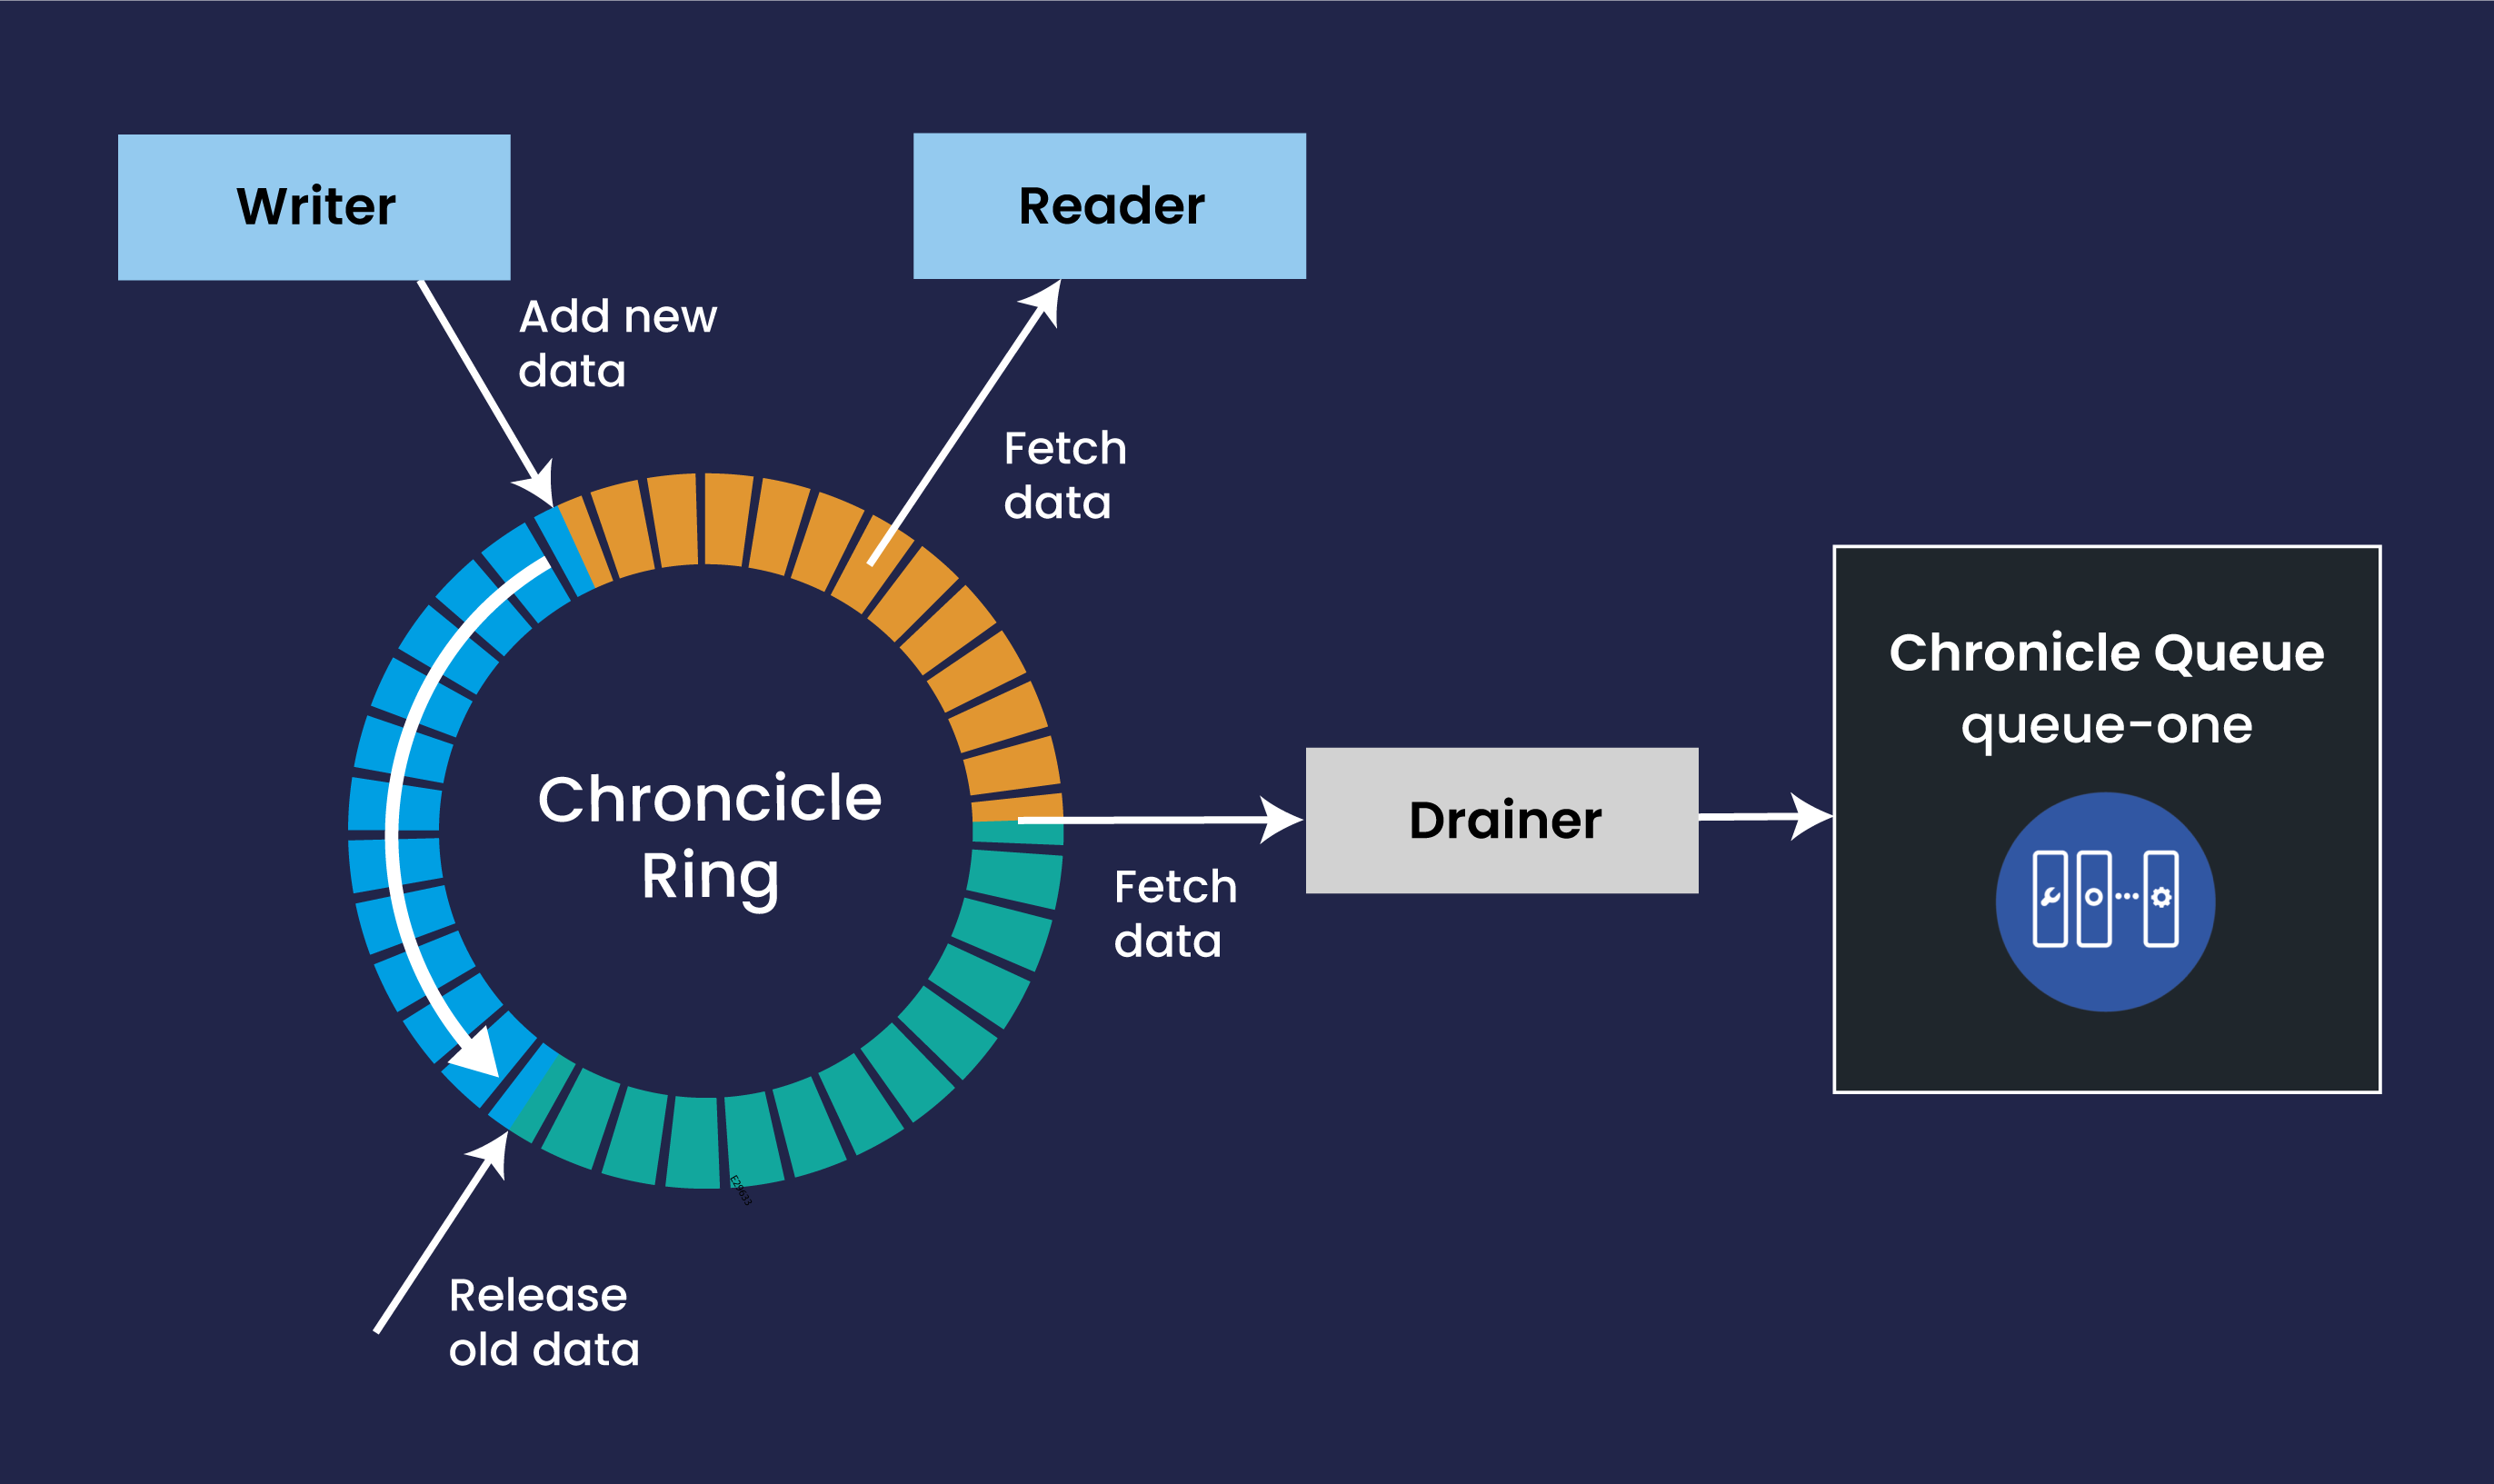 Writer
Reader
Add new
data
Fetch
data
Chroncicle
Ring
Drainer
Fetch
data
Chronicle Queue
queue-one
Release
old data